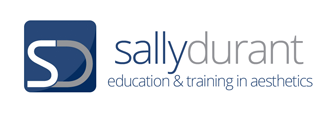 SD
sallydurant
education & training in aesthetics